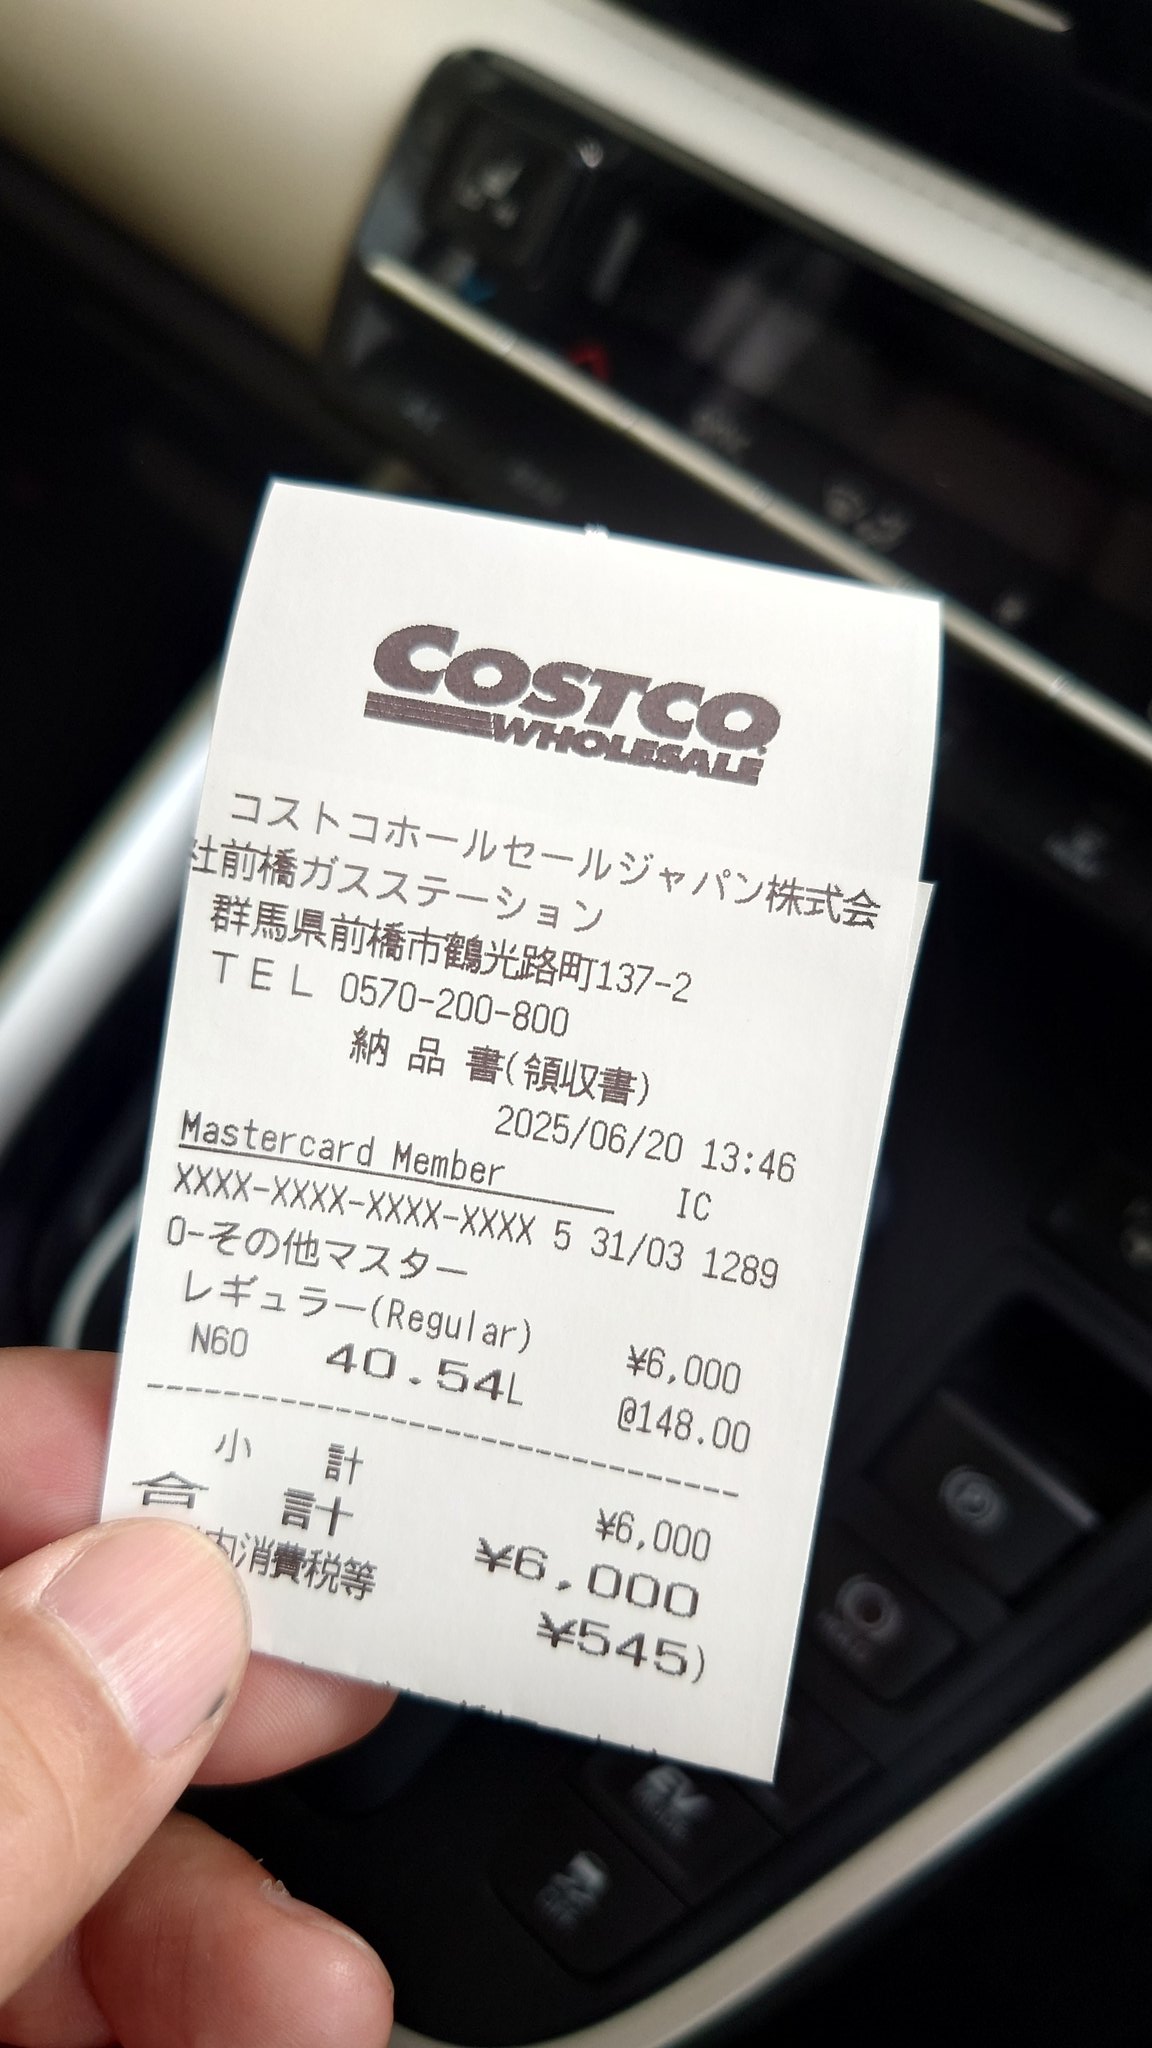 COSTCO
WHOLESALE
コストコホールセールジャパン株式会
社前橋ガスステーション
群馬県前橋市鶴光路町137-2
ＴＥＬ 0570-200-800
納 品 書(領収書)
2025/06/20 13:46
Mastercard Member IC
XXXX-XXXX-XXXX-XXXX 5 31/03 1289
0-その他マスター
レギュラー(Regular) ¥6,000
N60 40.54L @148.00
小 計 ¥6,000
合 計 ¥6,000
内消費税等 ¥545)
EV